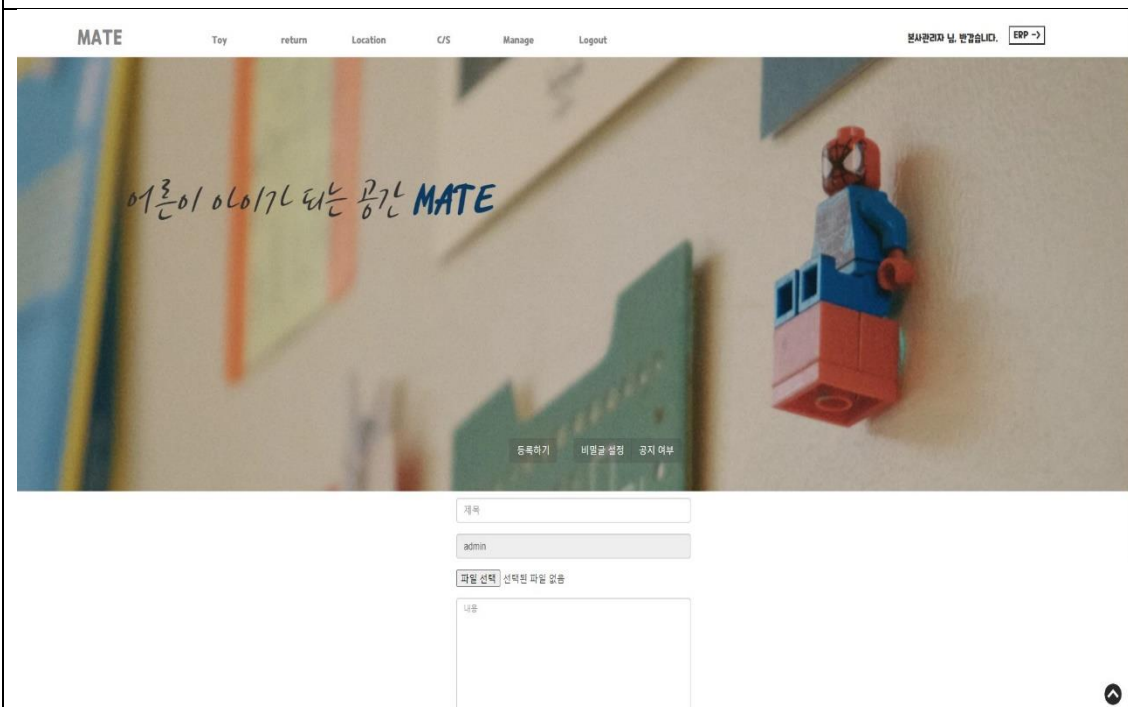 MATE Toy return Location C/S Manage Logout 본사관리자 님, 반갑습니다. ERP ->
어른이 아이가 되는 공간 MATE
등록하기 비밀글 설정 공지 여부
제목
admin
파일 선택 선택된 파일 없음
내용